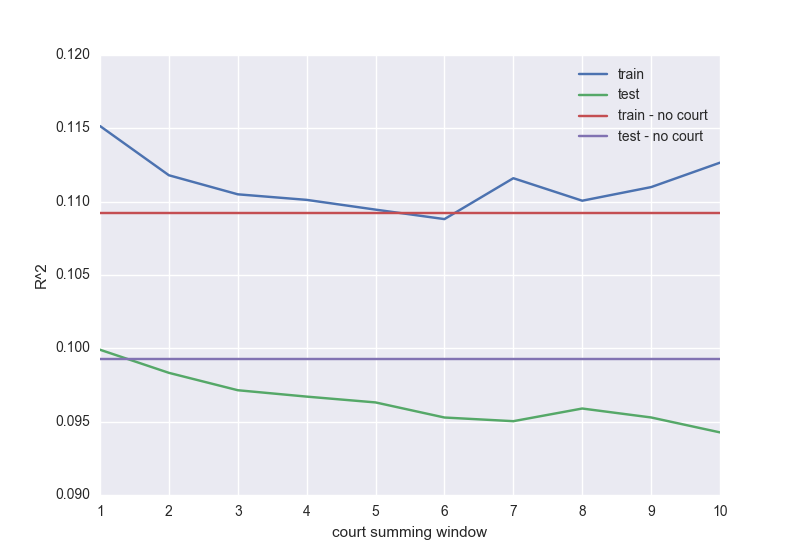 0.120
0.115
0.110
0.105
0.100
0.095
0.090
R^2
train
test
train - no court
test - no court
1 2 3 4 5 6 7 8 9 10
court summing window